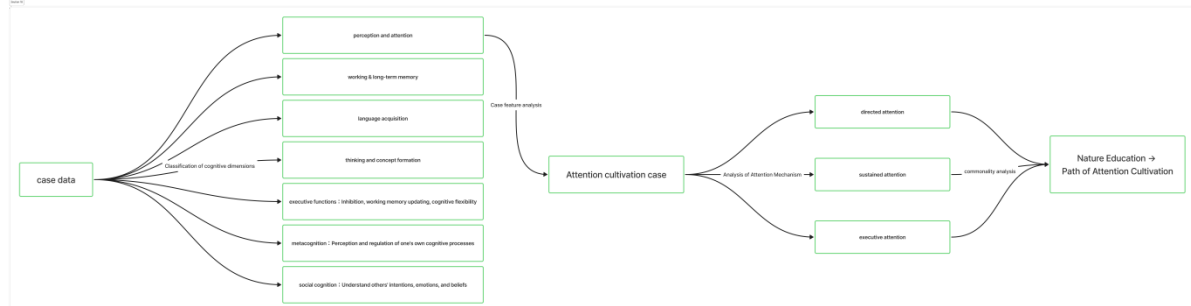 perception and attention
working & long-term memory
language acquisition
thinking and concept formation
executive functions：Inhibition, working memory updating, cognitive flexibility
metacognition：Perception and regulation of one's own cognitive processes
social cognition：Understand others' intentions, emotions, and beliefs
case data
Classification of cognitive dimensions
Case feature analysis
Attention cultivation case
Analysis of Attention Mechanism
directed attention
sustained attention
executive attention
commonality analysis
Nature Education →
Path of Attention Cultivation